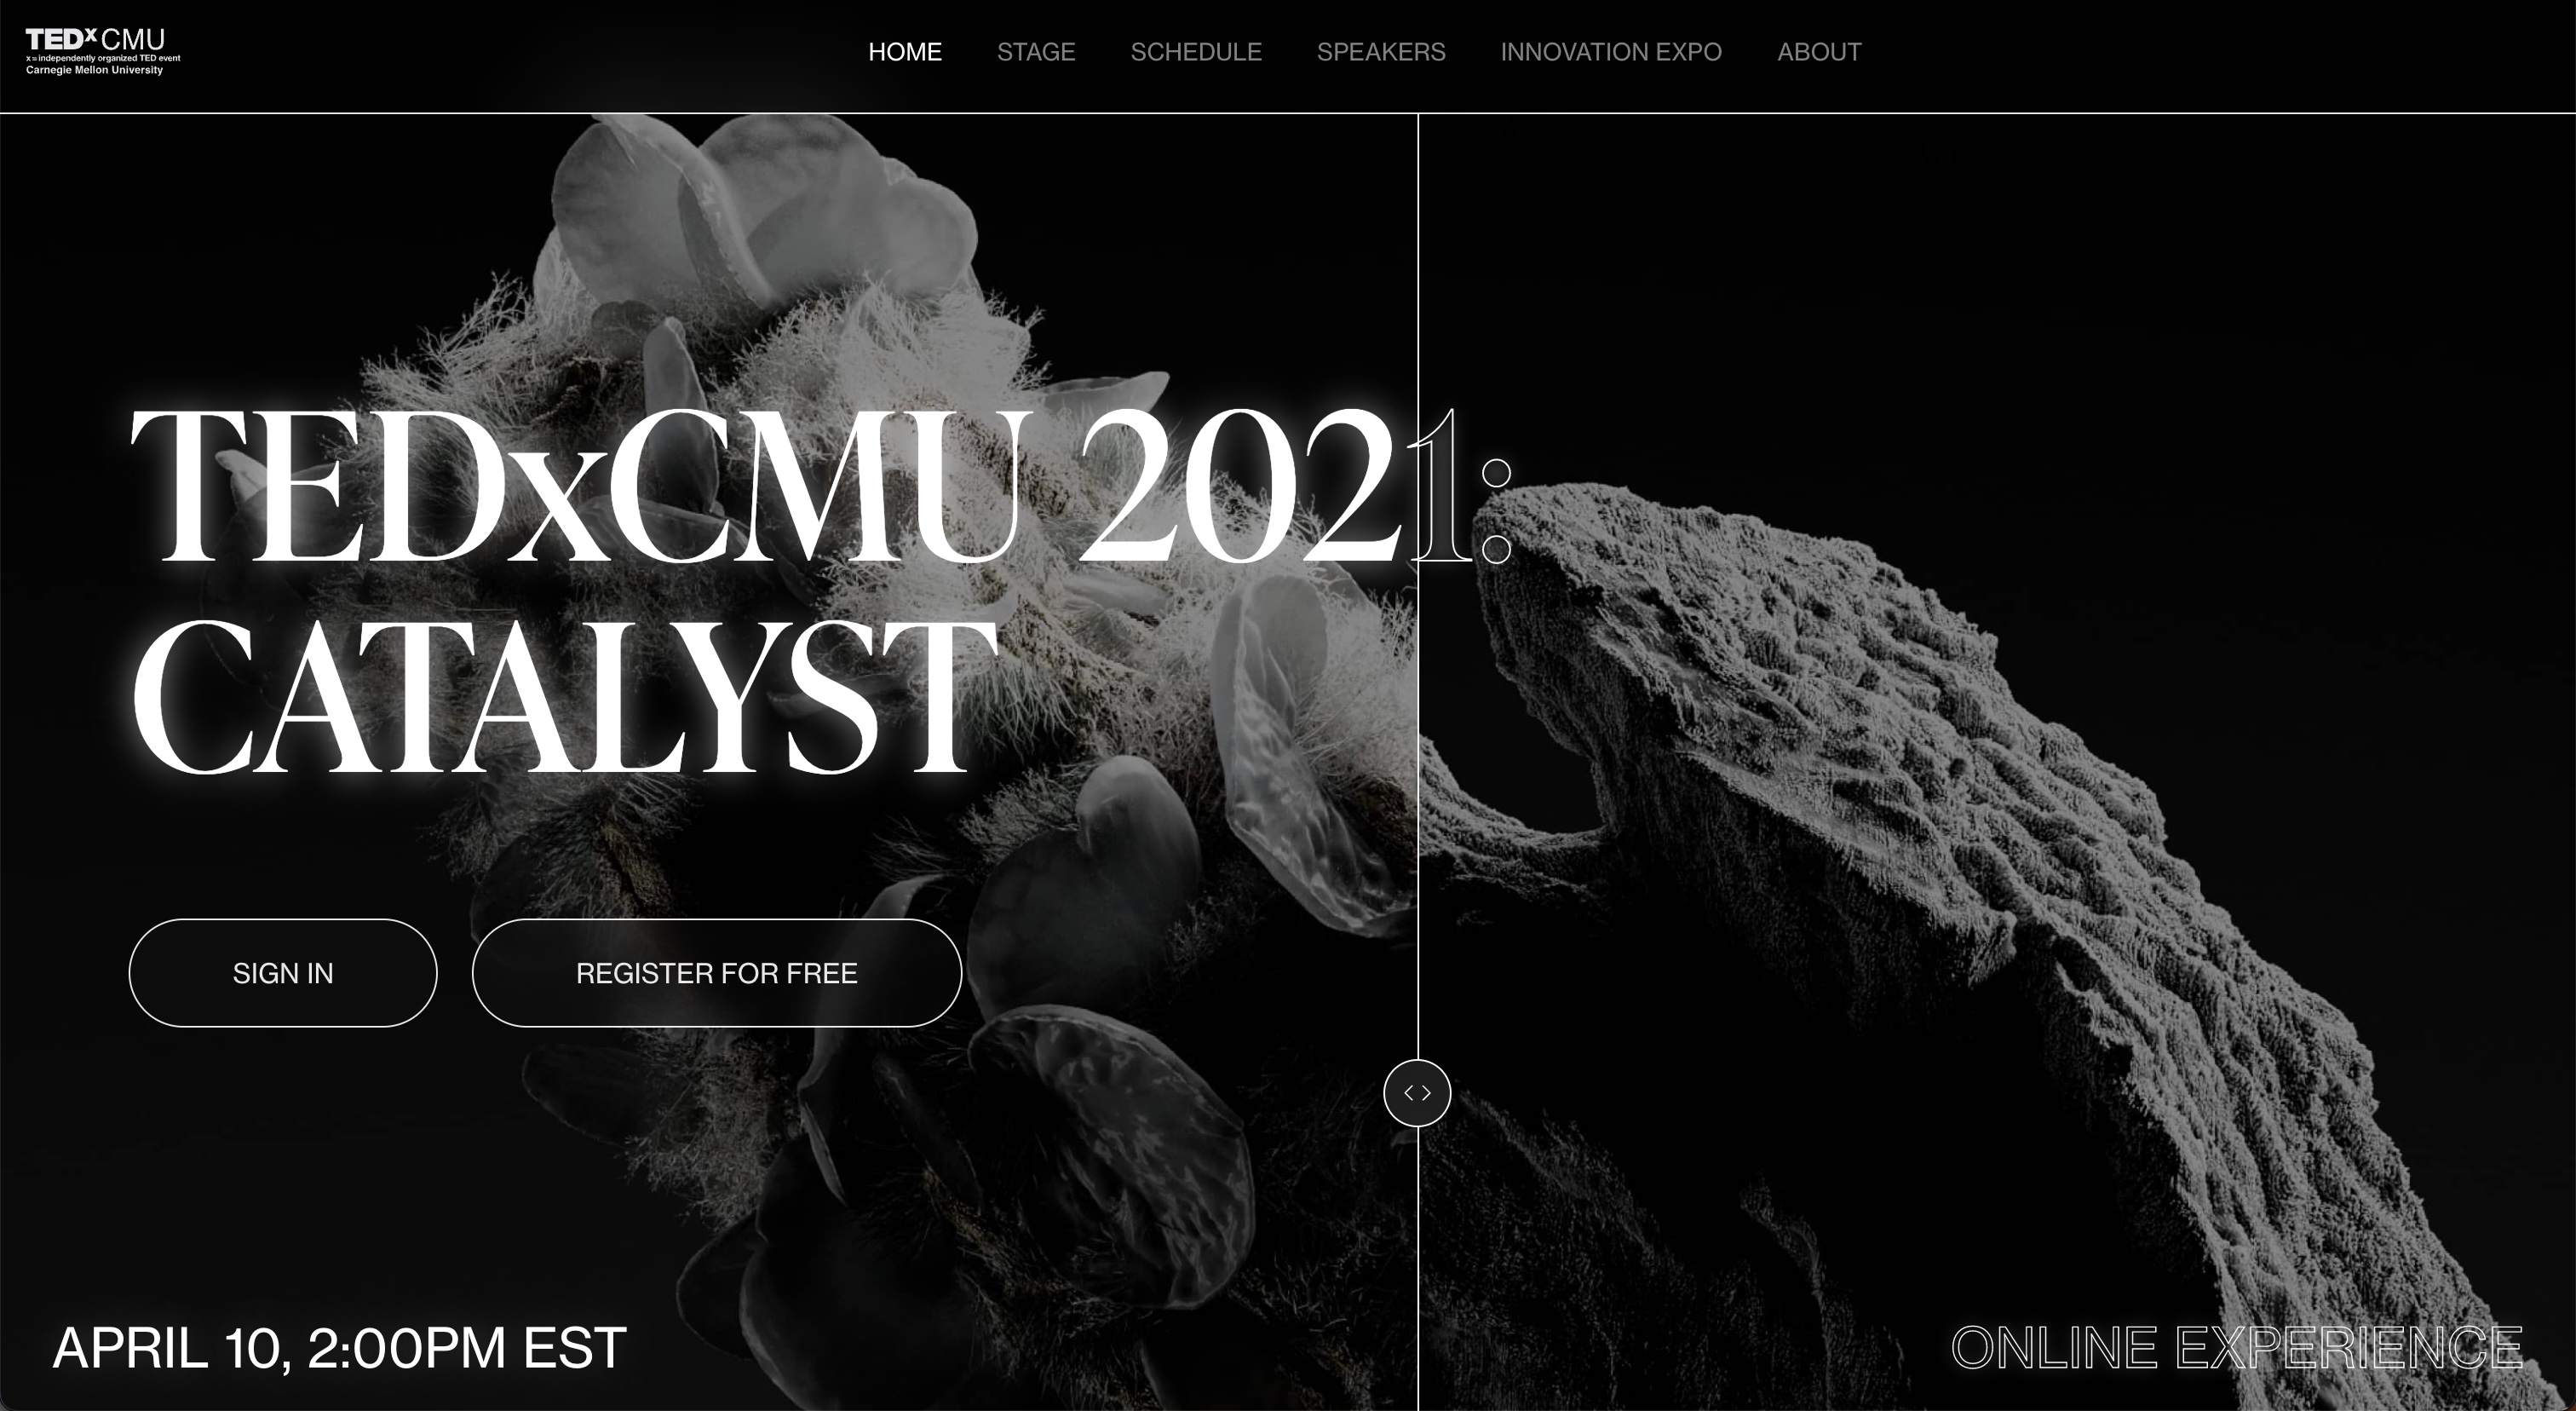 TEDxCMU
x = independently organized TED event
Carnegie Mellon University
HOME STAGE SCHEDULE SPEAKERS INNOVATION EXPO ABOUT
TEDxCMU 2021:
CATALYST
SIGN IN REGISTER FOR FREE
APRIL 10, 2:00PM EST ONLINE EXPERIENCE